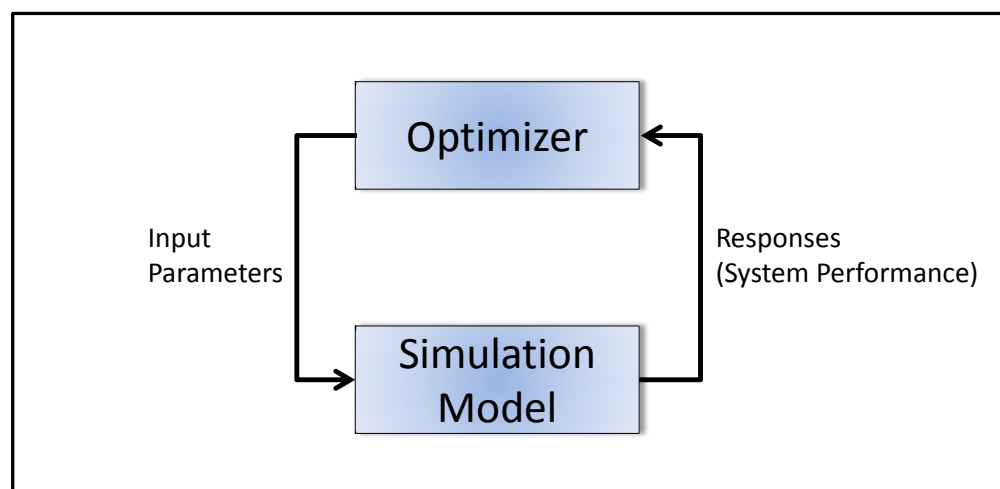 Optimizer
Input
Parameters
Responses
(System Performance)
Simulation
Model